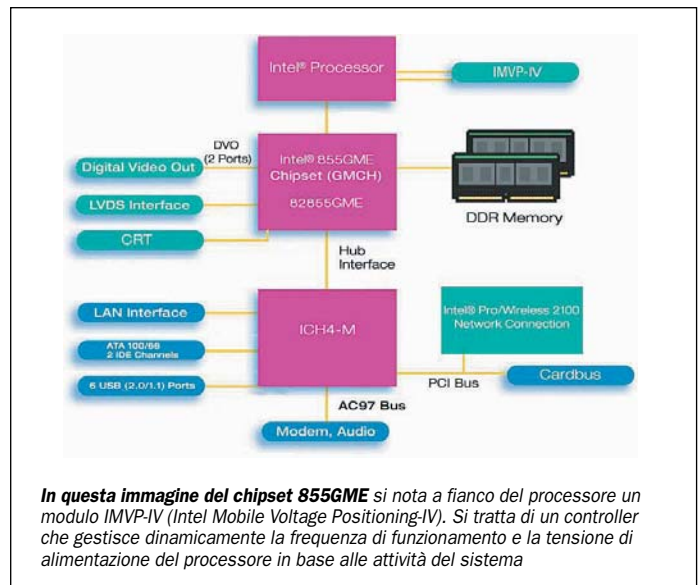 Intel® Processor
IMVP-IV
DVO
(2 Ports)
Digital Video Out
Intel® 855GME
Chipset (GMCH)
82855GME
LVDS Interface
CRT
DDR Memory
Hub
Interface
LAN Interface
ATA 100/66
2 IDE Channels
6 USB (2.0/1.1) Ports
ICH4-M
Intel® Pro/Wireless 2100
Network Connection
PCI Bus
Cardbus
AC97 Bus
Modem, Audio
In questa immagine del chipset 855GME si nota a fianco del processore un
modulo IMVP-IV (Intel Mobile Voltage Positioning-IV). Si tratta di un controller
che gestisce dinamicamente la frequenza di funzionamento e la tensione di
alimentazione del processore in base alle attività del sistema